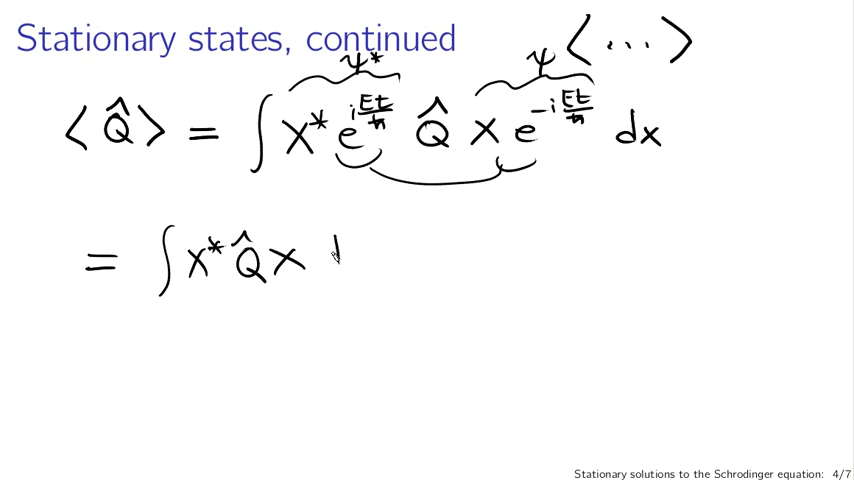 Stationary states, continued
ψ* ψ <...>
<Q̂> = ∫ X* e^{iEt/ħ} Q̂ X e^{-iEt/ħ} dx
= ∫ X* Q̂ X
Stationary solutions to the Schrodinger equation: 4/7